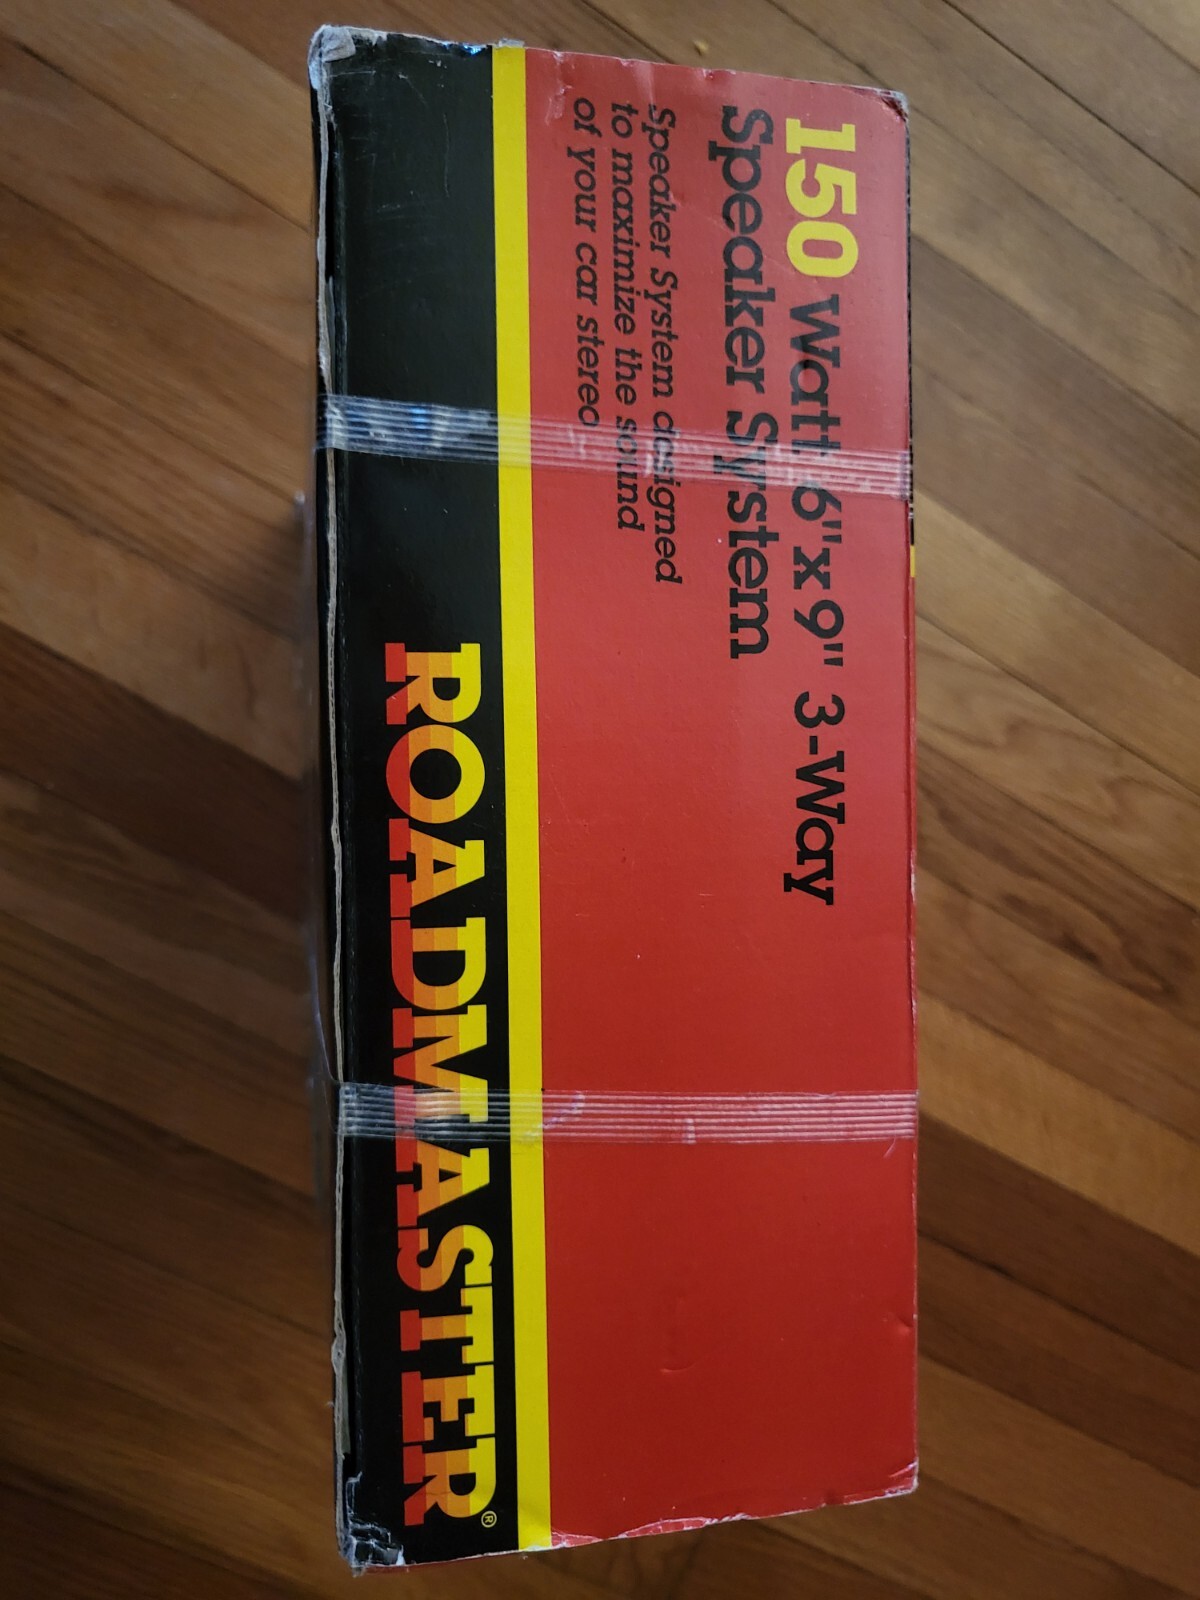 150 Watt 6"x 9" 3-Way
Speaker System
Speaker System designed
to maximize the sound
of your car stereo
ROADMASTER®